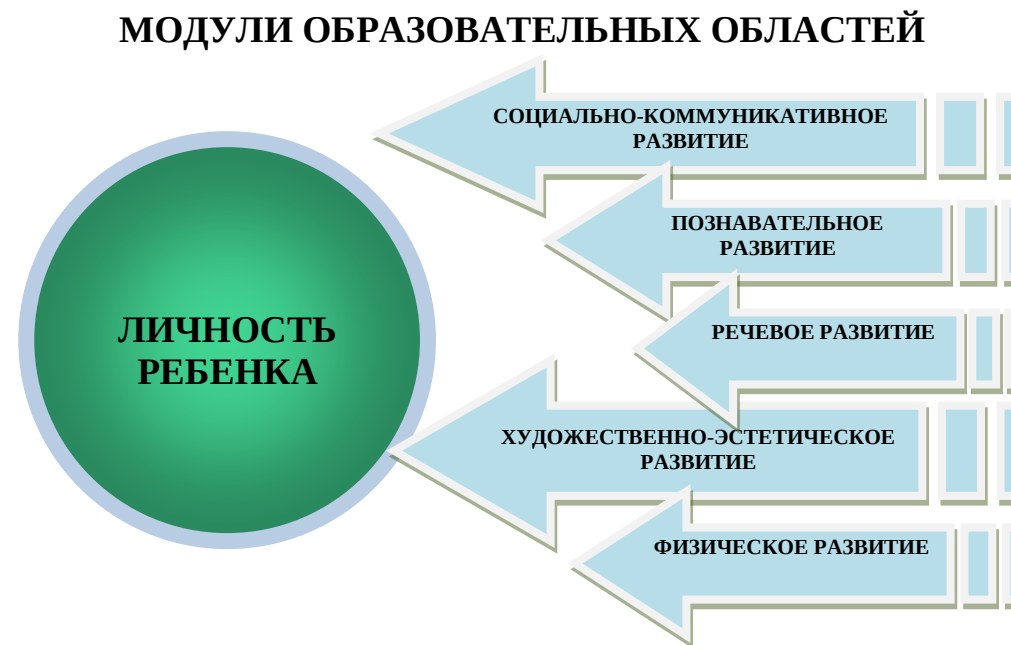 МОДУЛИ ОБРАЗОВАТЕЛЬНЫХ ОБЛАСТЕЙ
СОЦИАЛЬНО-КОММУНИКАТИВНОЕ
РАЗВИТИЕ
ПОЗНАВАТЕЛЬНОЕ
РАЗВИТИЕ
РЕЧЕВОЕ РАЗВИТИЕ
ЛИЧНОСТЬ
РЕБЕНКА
ХУДОЖЕСТВЕННО-ЭСТЕТИЧЕСКОЕ
РАЗВИТИЕ
ФИЗИЧЕСКОЕ РАЗВИТИЕ